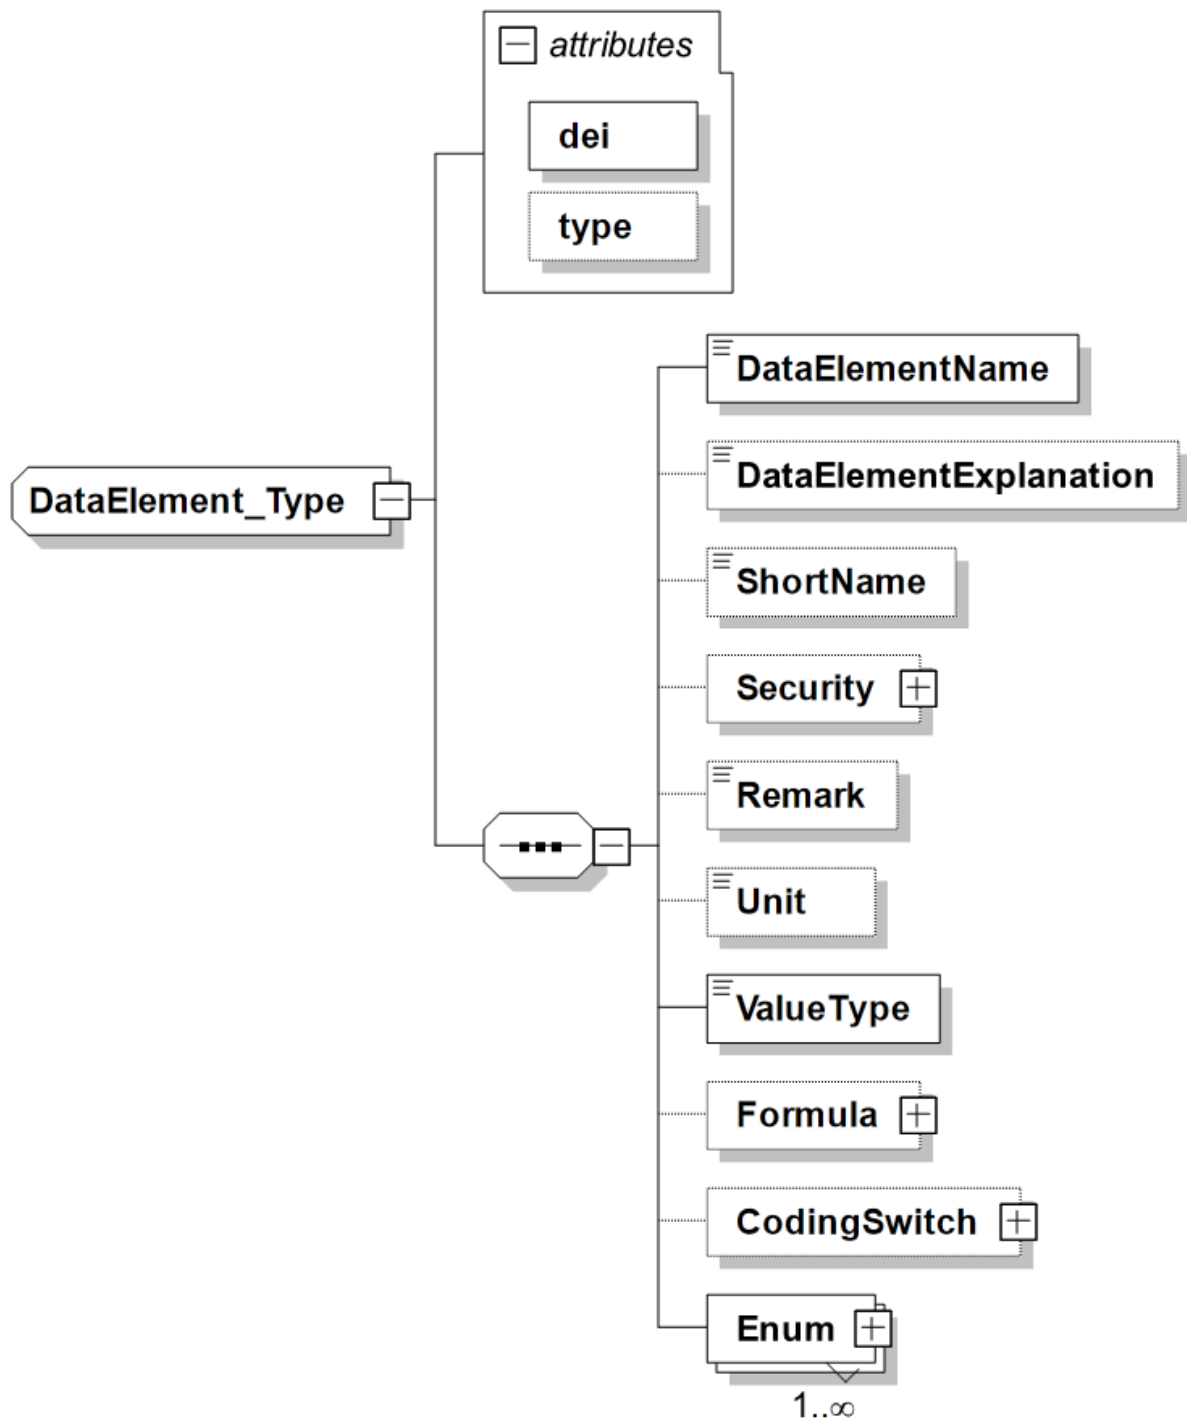 attributes
dei
type
DataElement_Type
DataElementName
DataElementExplanation
ShortName
Security
Remark
Unit
ValueType
Formula
CodingSwitch
Enum
1..∞